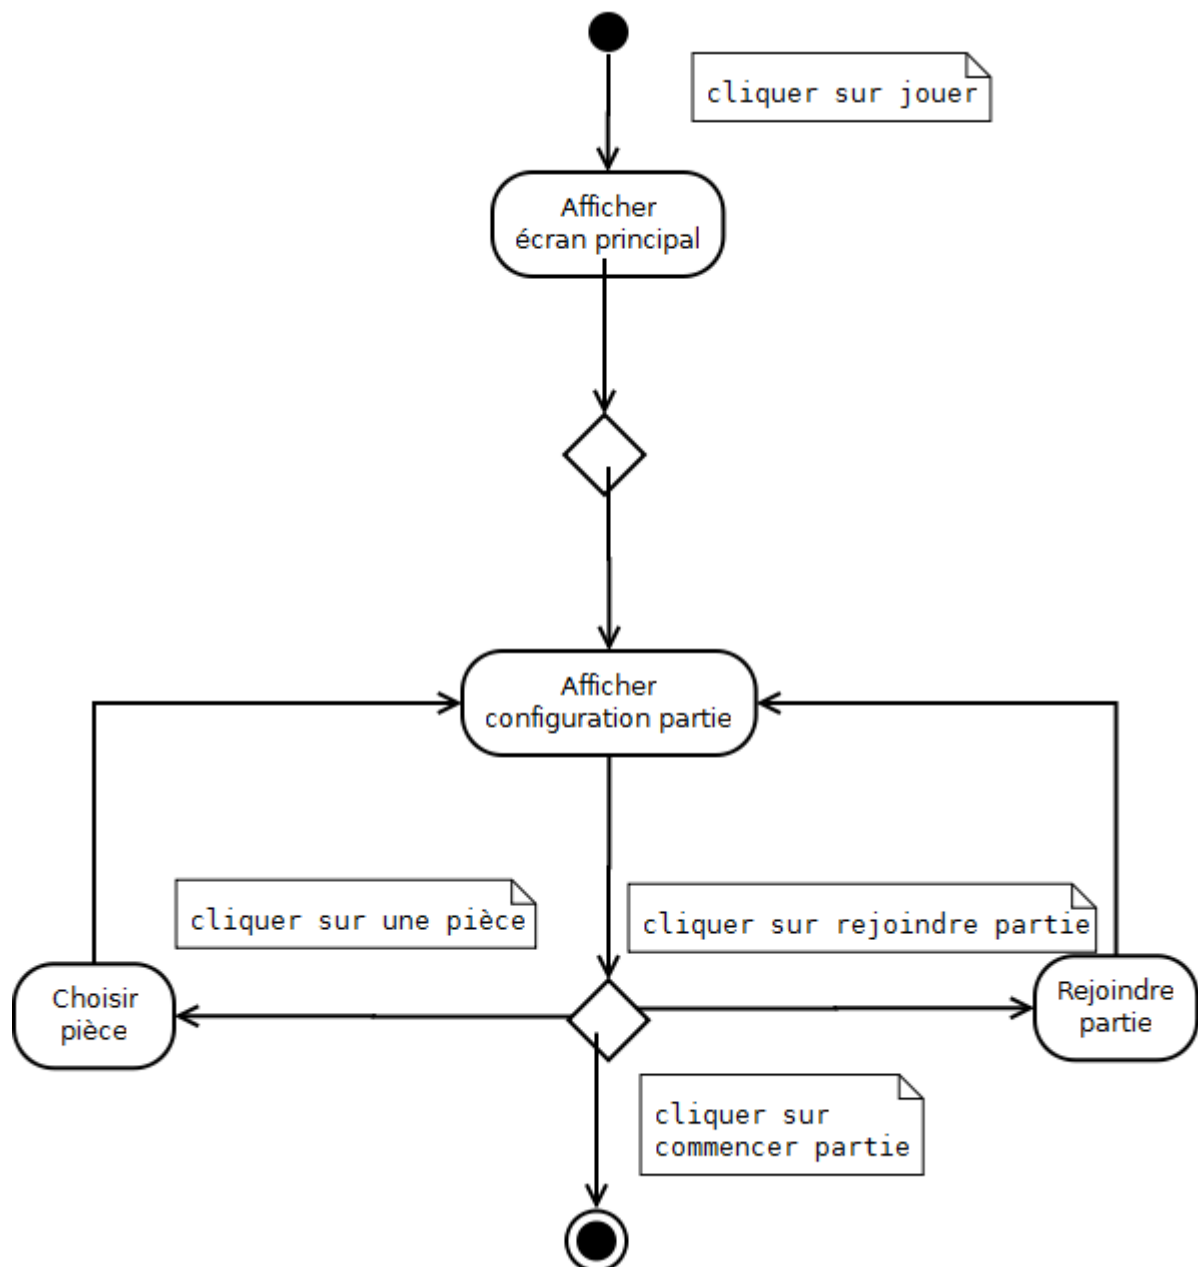 cliquer sur jouer
Afficher
écran principal
Afficher
configuration partie
cliquer sur une pièce
cliquer sur rejoindre partie
Choisir
pièce
Rejoindre
partie
cliquer sur
commencer partie